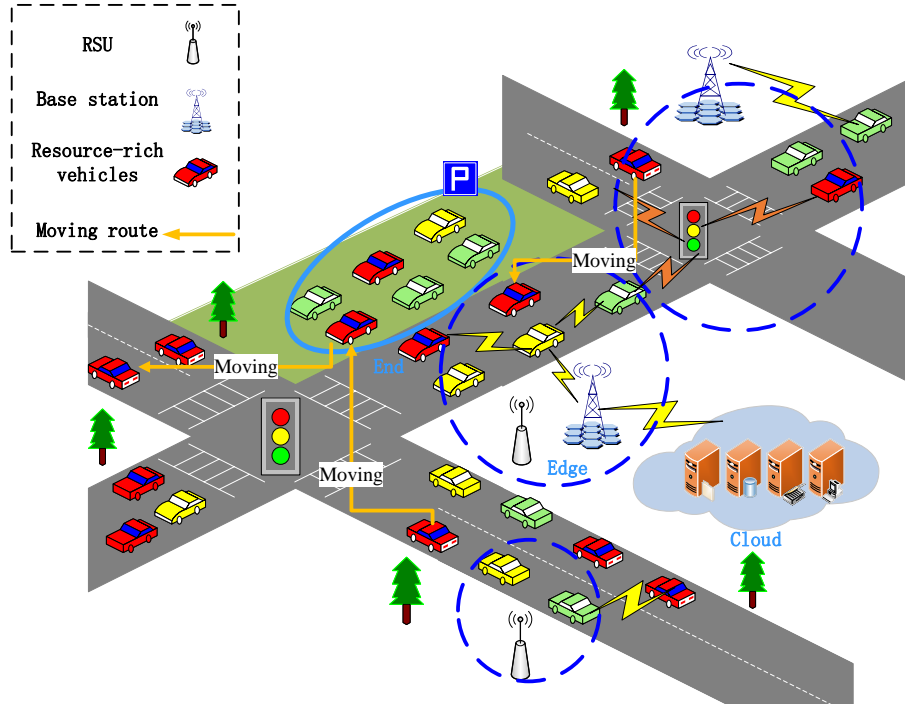 RSU
Base station
Resource-rich
vehicles
Moving route
P
Moving
End
Moving
Moving
Edge
Cloud